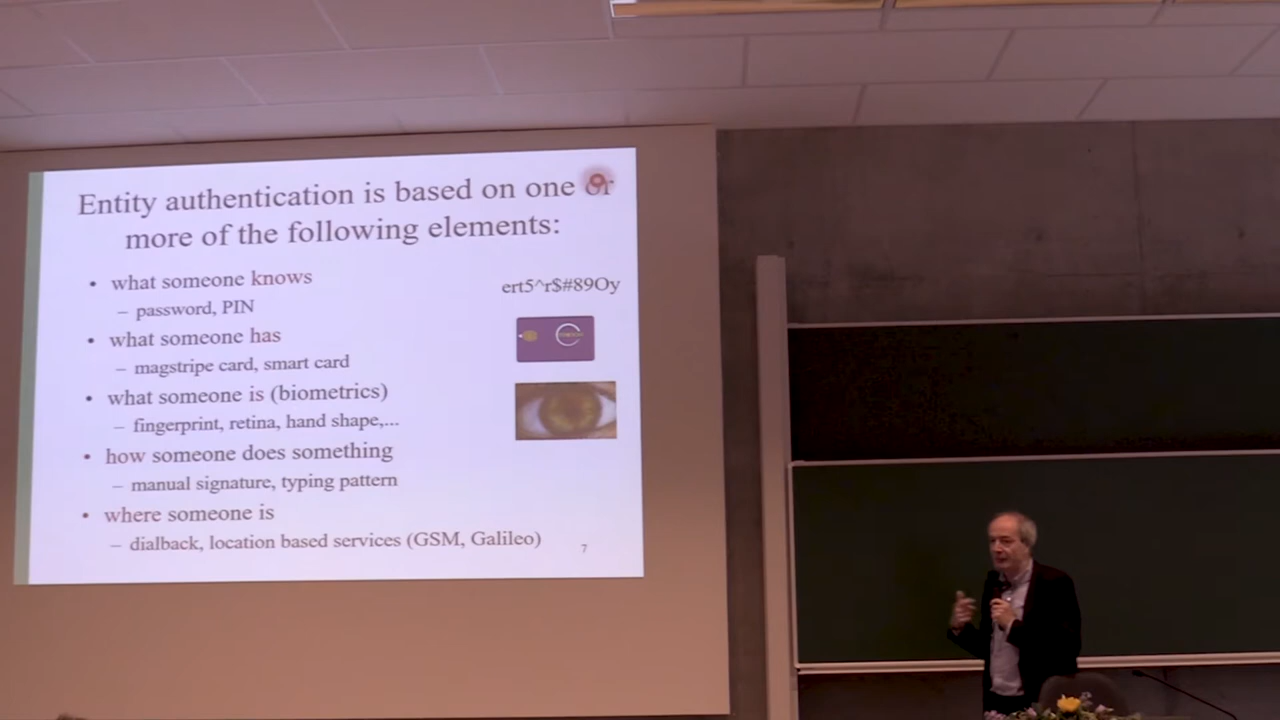 Entity authentication is based on one or
more of the following elements:
• what someone knows
– password, PIN
ert5^r$#89Oy
• what someone has
– magstripe card, smart card
• what someone is (biometrics)
– fingerprint, retina, hand shape,...
• how someone does something
– manual signature, typing pattern
• where someone is
– dialback, location based services (GSM, Galileo)
7